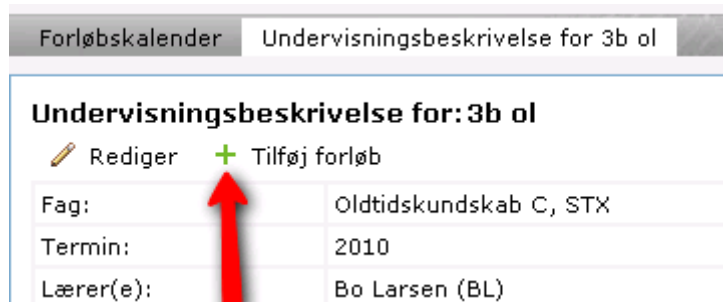 Forløbskalender Undervisningsbeskrivelse for 3b ol
Undervisningsbeskrivelse for: 3b ol
Rediger Tilføj forløb
Fag: Oldtidskundskab C, STX
Termin: 2010
Lærer(e): Bo Larsen (BL)